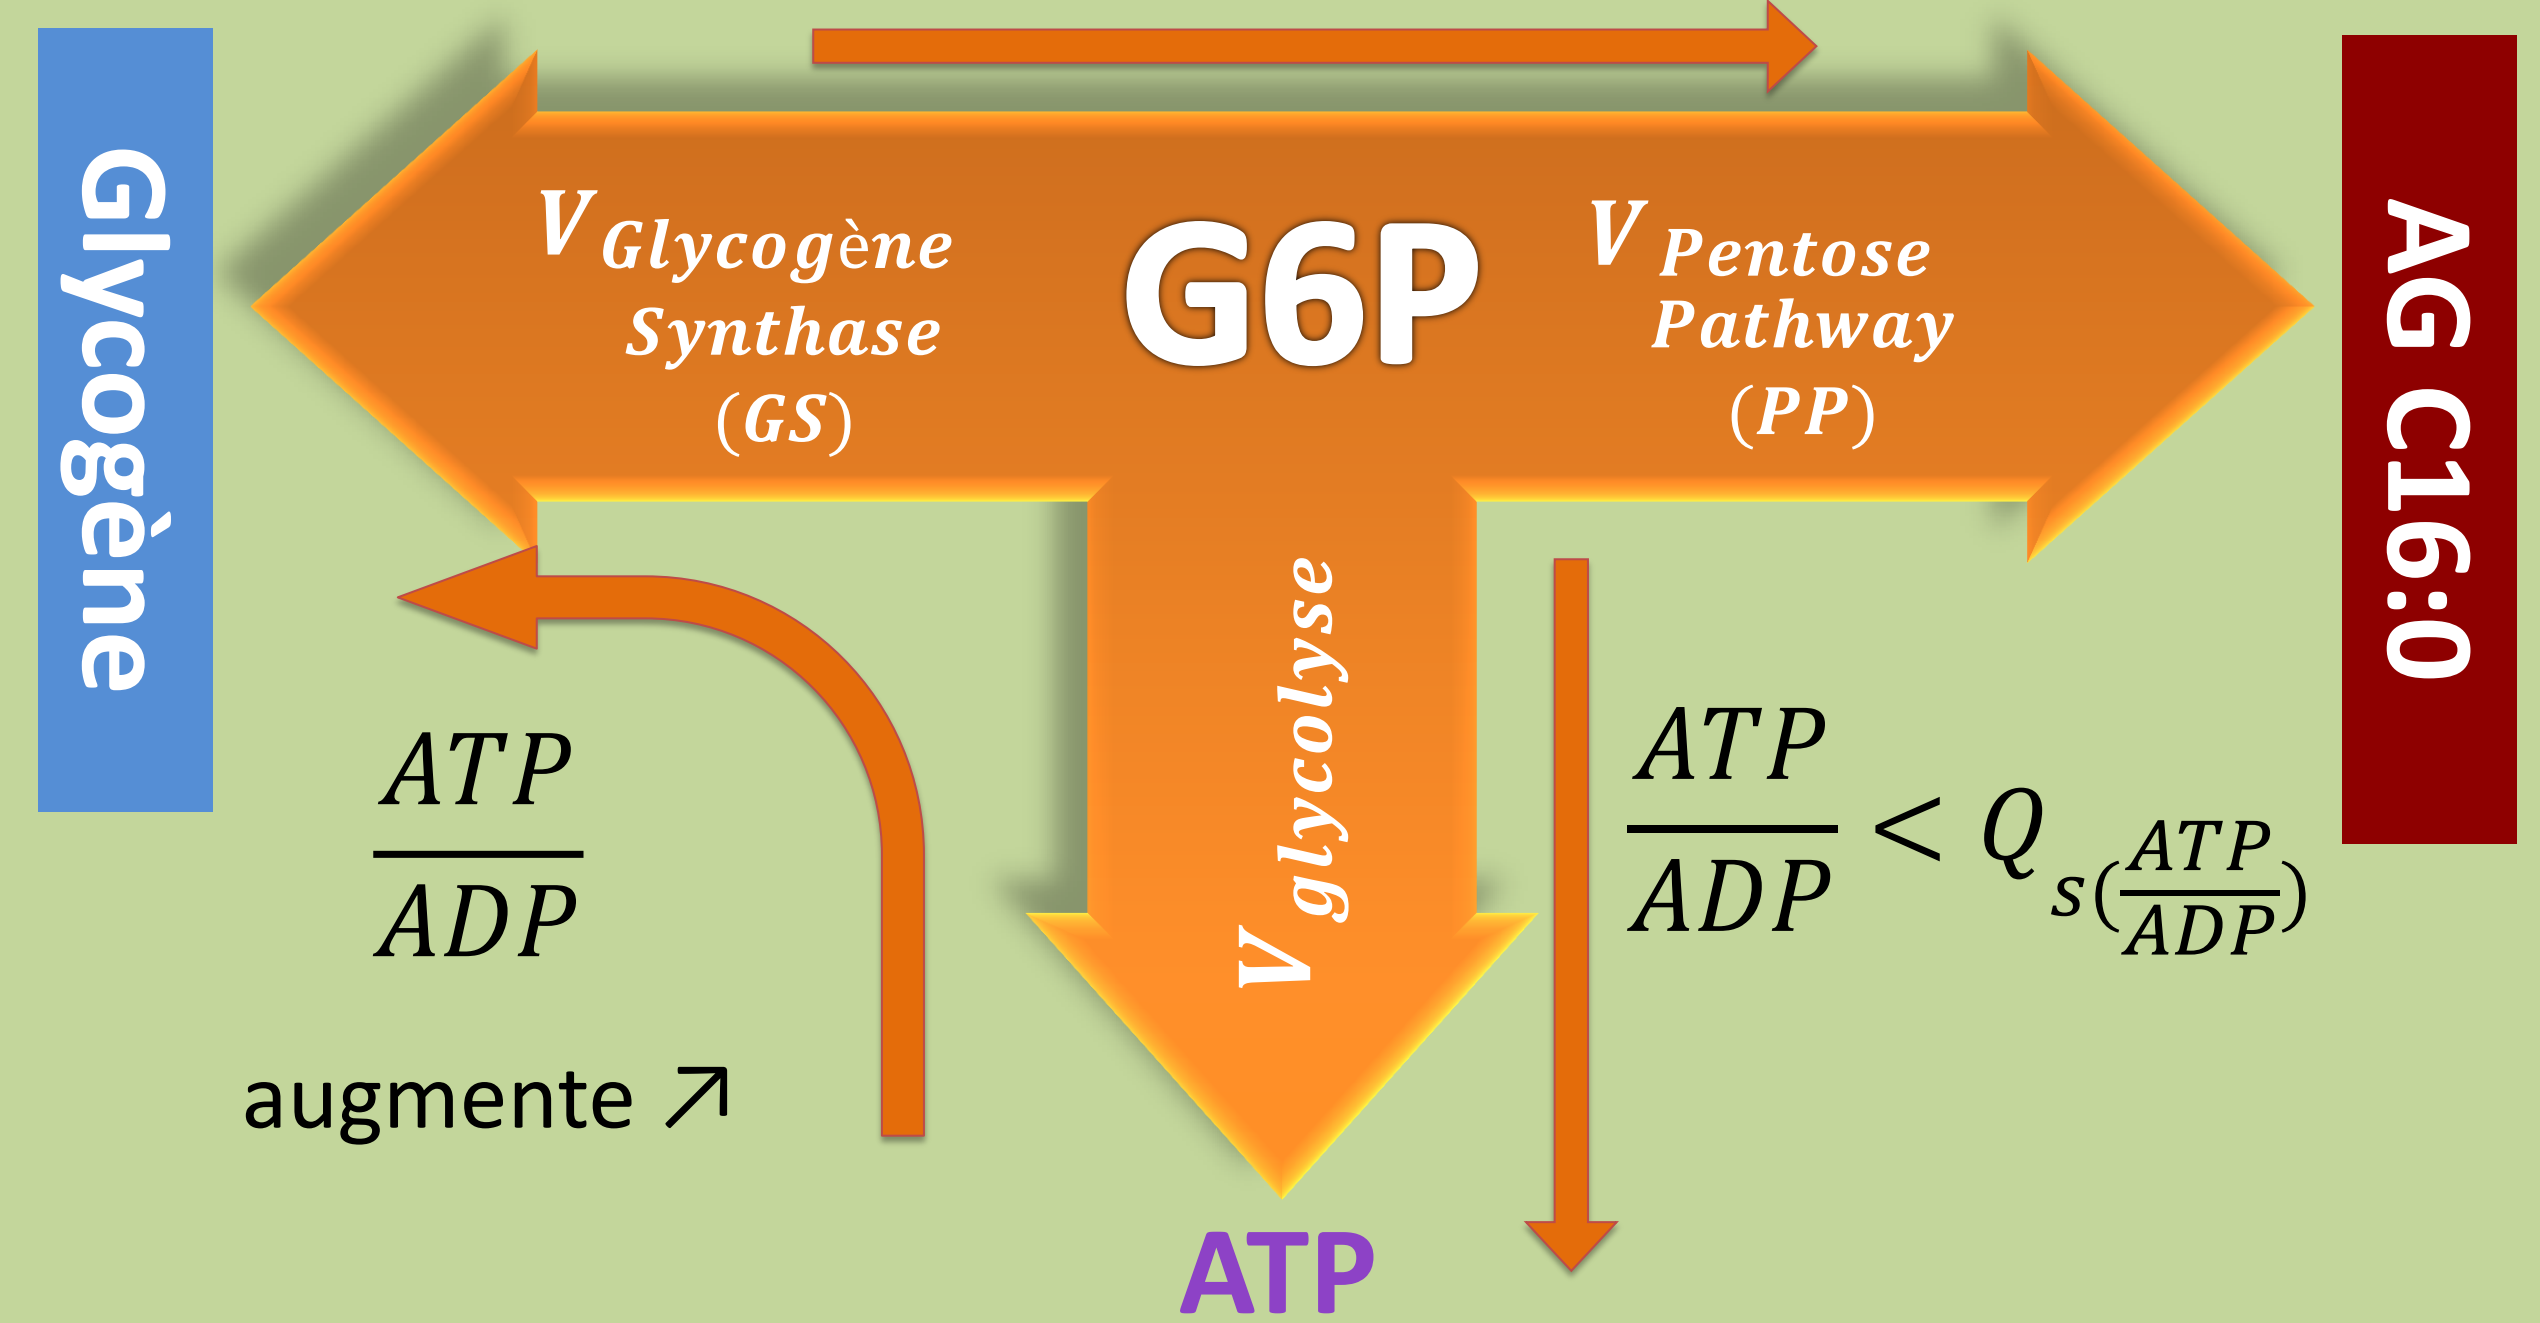 Glycogène
V Glycogène
Synthase
(GS)
G6P
V Pentose
Pathway
(PP)
AG C16:0
V glycolyse
ATP
ADP
augmente ↗
ATP
ADP
< Q s(ATP/ADP)
ATP